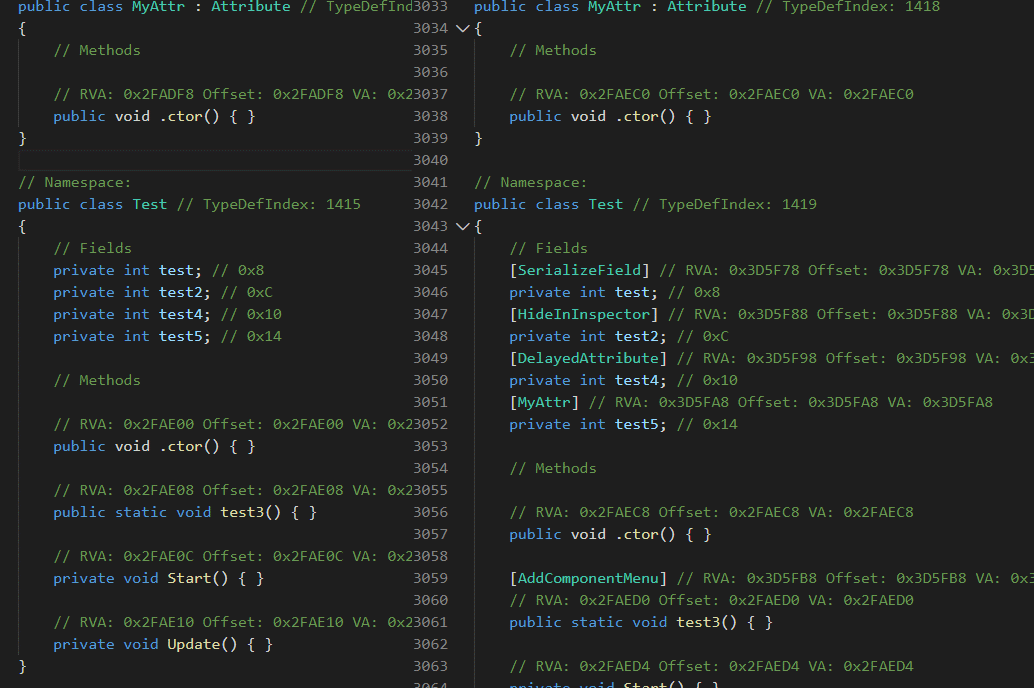 public class MyAttr : Attribute // TypeDefInd
{
// Methods
// RVA: 0x2FADF8 Offset: 0x2FADF8 VA: 0x2
public void .ctor() { }
}
// Namespace:
public class Test // TypeDefIndex: 1415
{
// Fields
private int test; // 0x8
private int test2; // 0xC
private int test4; // 0x10
private int test5; // 0x14
// Methods
// RVA: 0x2FAE00 Offset: 0x2FAE00 VA: 0x2
public void .ctor() { }
// RVA: 0x2FAE08 Offset: 0x2FAE08 VA: 0x2
public static void test3() { }
// RVA: 0x2FAE0C Offset: 0x2FAE0C VA: 0x2
private void Start() { }
// RVA: 0x2FAE10 Offset: 0x2FAE10 VA: 0x2
private void Update() { }
}
3033 public class MyAttr : Attribute // TypeDefIndex: 1418
3034 {
3035 // Methods
3036
3037 // RVA: 0x2FAEC0 Offset: 0x2FAEC0 VA: 0x2FAEC0
3038 public void .ctor() { }
3039 }
3040
3041 // Namespace:
3042 public class Test // TypeDefIndex: 1419
3043 {
3044 // Fields
3045 [SerializeField] // RVA: 0x3D5F78 Offset: 0x3D5F78 VA: 0x3D5
3046 private int test; // 0x8
3047 [HideInInspector] // RVA: 0x3D5F88 Offset: 0x3D5F88 VA: 0x3D
3048 private int test2; // 0xC
3049 [DelayedAttribute] // RVA: 0x3D5F98 Offset: 0x3D5F98 VA: 0x3
3050 private int test4; // 0x10
3051 [MyAttr] // RVA: 0x3D5FA8 Offset: 0x3D5FA8 VA: 0x3D5FA8
3052 private int test5; // 0x14
3053
3054 // Methods
3055
3056 // RVA: 0x2FAEC8 Offset: 0x2FAEC8 VA: 0x2FAEC8
3057 public void .ctor() { }
3058
3059 [AddComponentMenu] // RVA: 0x3D5FB8 Offset: 0x3D5FB8 VA: 0x3
3060 // RVA: 0x2FAED0 Offset: 0x2FAED0 VA: 0x2FAED0
3061 public static void test3() { }
3062
3063 // RVA: 0x2FAED4 Offset: 0x2FAED4 VA: 0x2FAED4
3064 private void Start() { }